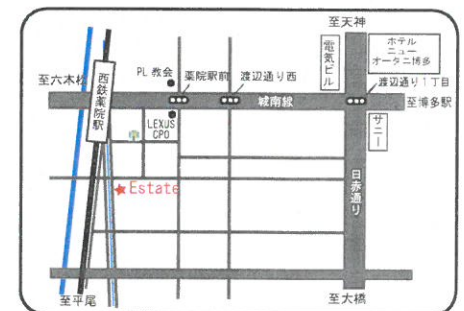 至天神
電気ビル
ホテル
ニュー
オータニ博多
PL 教会
薬院駅前
渡辺通り西
渡辺通り1丁目
至六本松
西鉄薬院駅
城南線
至博多駅
LEXUS
CPO
サニー
★Estate
日赤通り
至平尾
至大橋